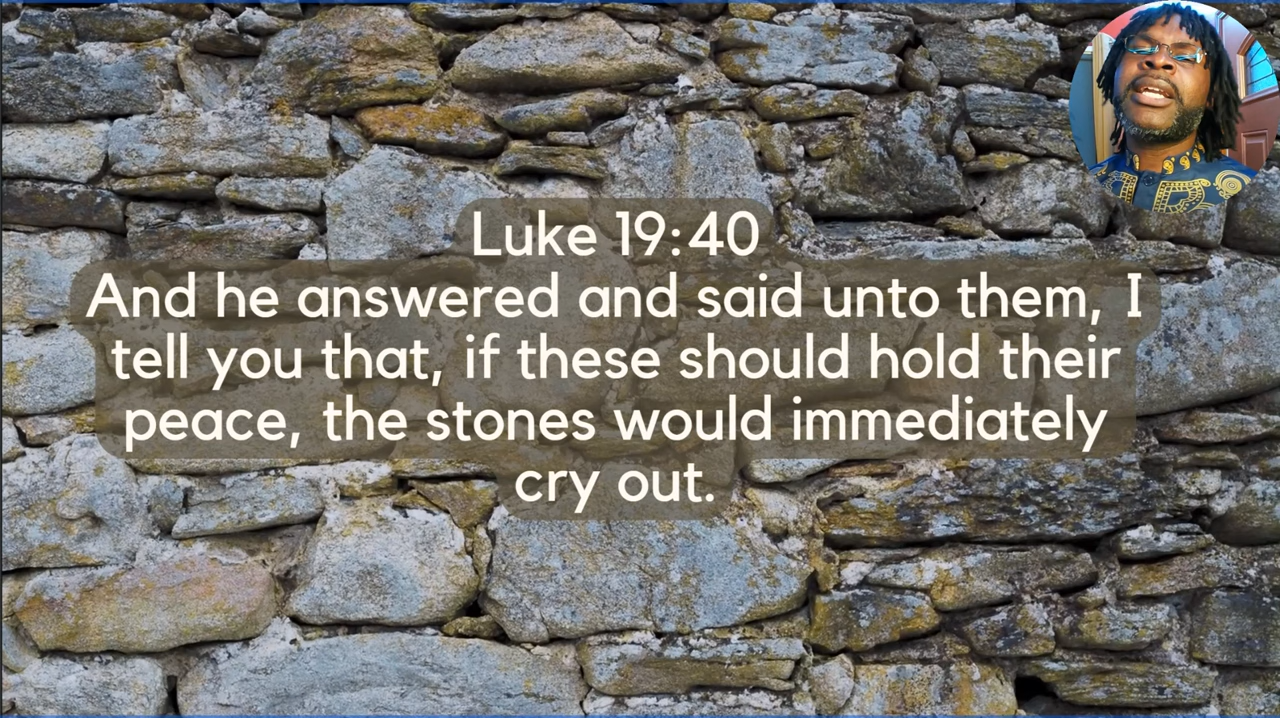 Luke 19:40
And he answered and said unto them, I
tell you that, if these should hold their
peace, the stones would immediately
cry out.